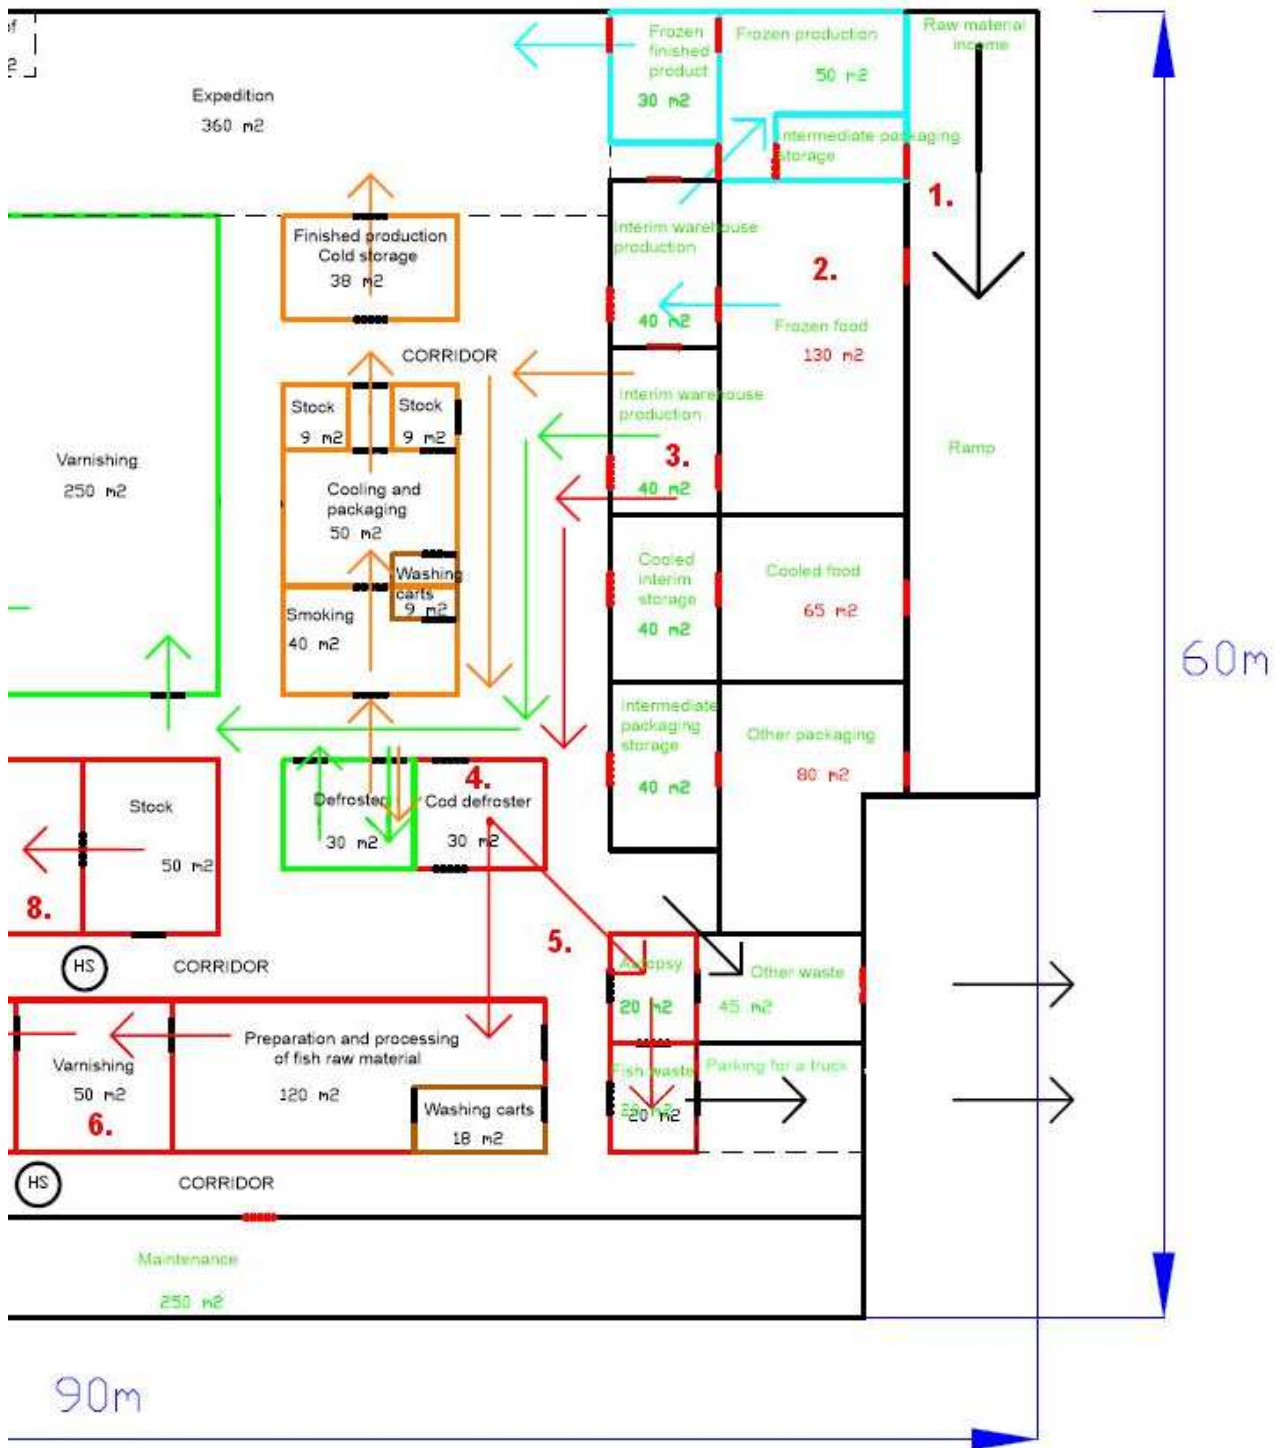 of
2
Expedition
360 m2
Frozen
finished
product
30 m2
Frozen production
50 m2
Raw material
income
Intermediate packaging
storage
1.
Finished production
Cold storage
38 m2
Interim warehouse
production
40 m2
2.
Frozen food
130 m2
CORRIDOR
Stock
9 m2
Stock
9 m2
Interim warehouse
production
3.
40 m2
Ramp
Varnishing
250 m2
Cooling and
packaging
50 m2
Washing
carts
9 m2
Smoking
40 m2
Cooled
interim
storage
40 m2
Cooled food
65 m2
60m
Intermediate
packaging
storage
40 m2
Other packaging
80 m2
Stock
50 m2
8.
Defroster
30 m2
4.
Cod defroster
30 m2
5.
HS
CORRIDOR
Autopsy
20 m2
Other waste
45 m2
Varnishing
50 m2
6.
Preparation and processing
of fish raw material
120 m2
Washing carts
18 m2
Fish waste
20 m2
Parking for a truck
HS
CORRIDOR
Maintenance
250 m2
90m